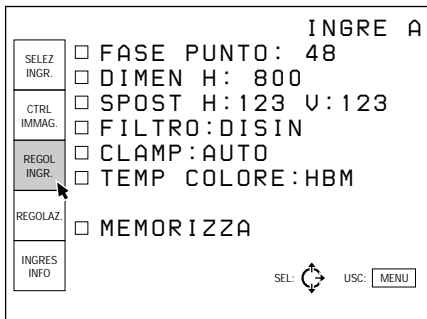 INGRE A
SELEZ
INGR.
CTRL
IMMAG.
REGOL
INGR.
REGOLAZ.
INGRES
INFO
FASE PUNTO: 48
DIMEN H: 800
SPOST H:123 V:123
FILTRO:DISIN
CLAMP:AUTO
TEMP COLORE:HBM
MEMORIZZA
SEL: USC: MENU